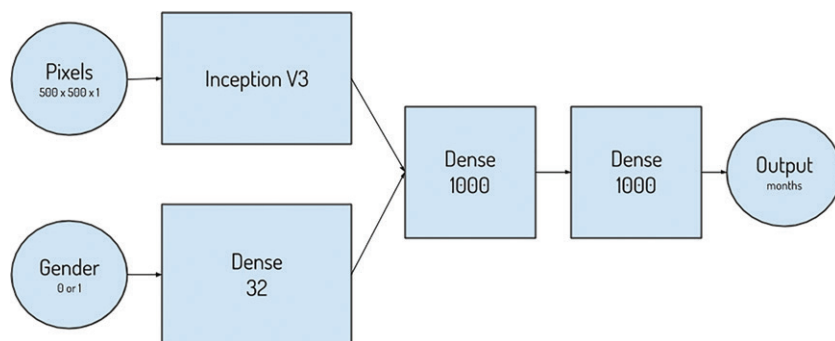 Pixels
500 x 500 x 1
Inception V3
Dense
1000
Dense
1000
Output
months
Gender
0 or 1
Dense
32